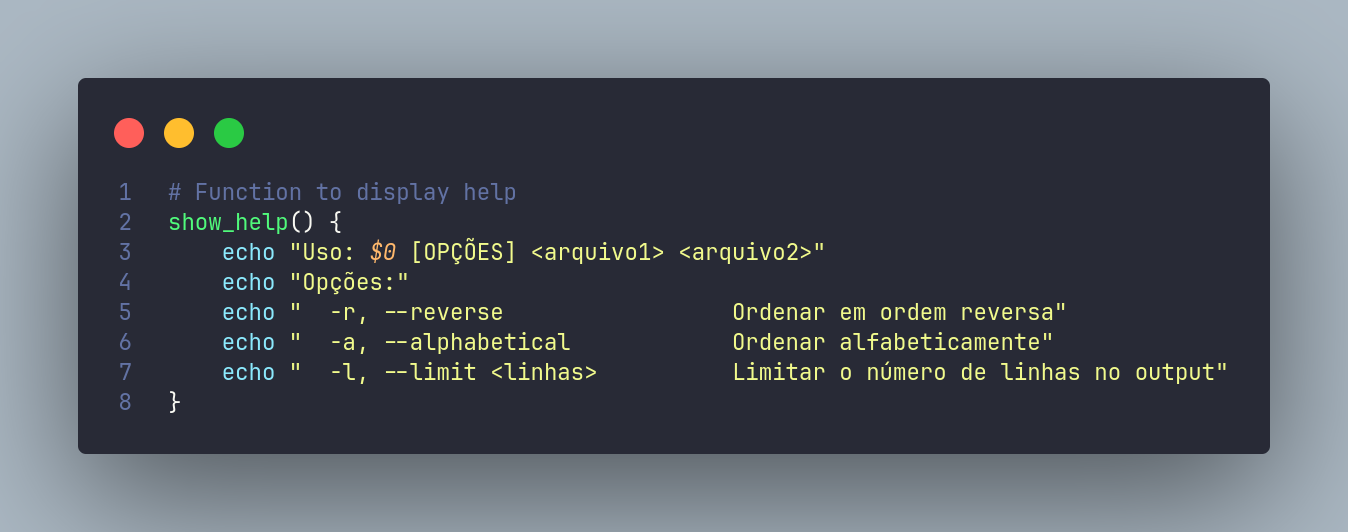 1 # Function to display help
2 show_help() {
3     echo "Uso: $0 [OPÇÕES] <arquivo1> <arquivo2>"
4     echo "Opções:"
5     echo "  -r, --reverse                 Ordenar em ordem reversa"
6     echo "  -a, --alphabetical            Ordenar alfabeticamente"
7     echo "  -l, --limit <linhas>          Limitar o número de linhas no output"
8 }